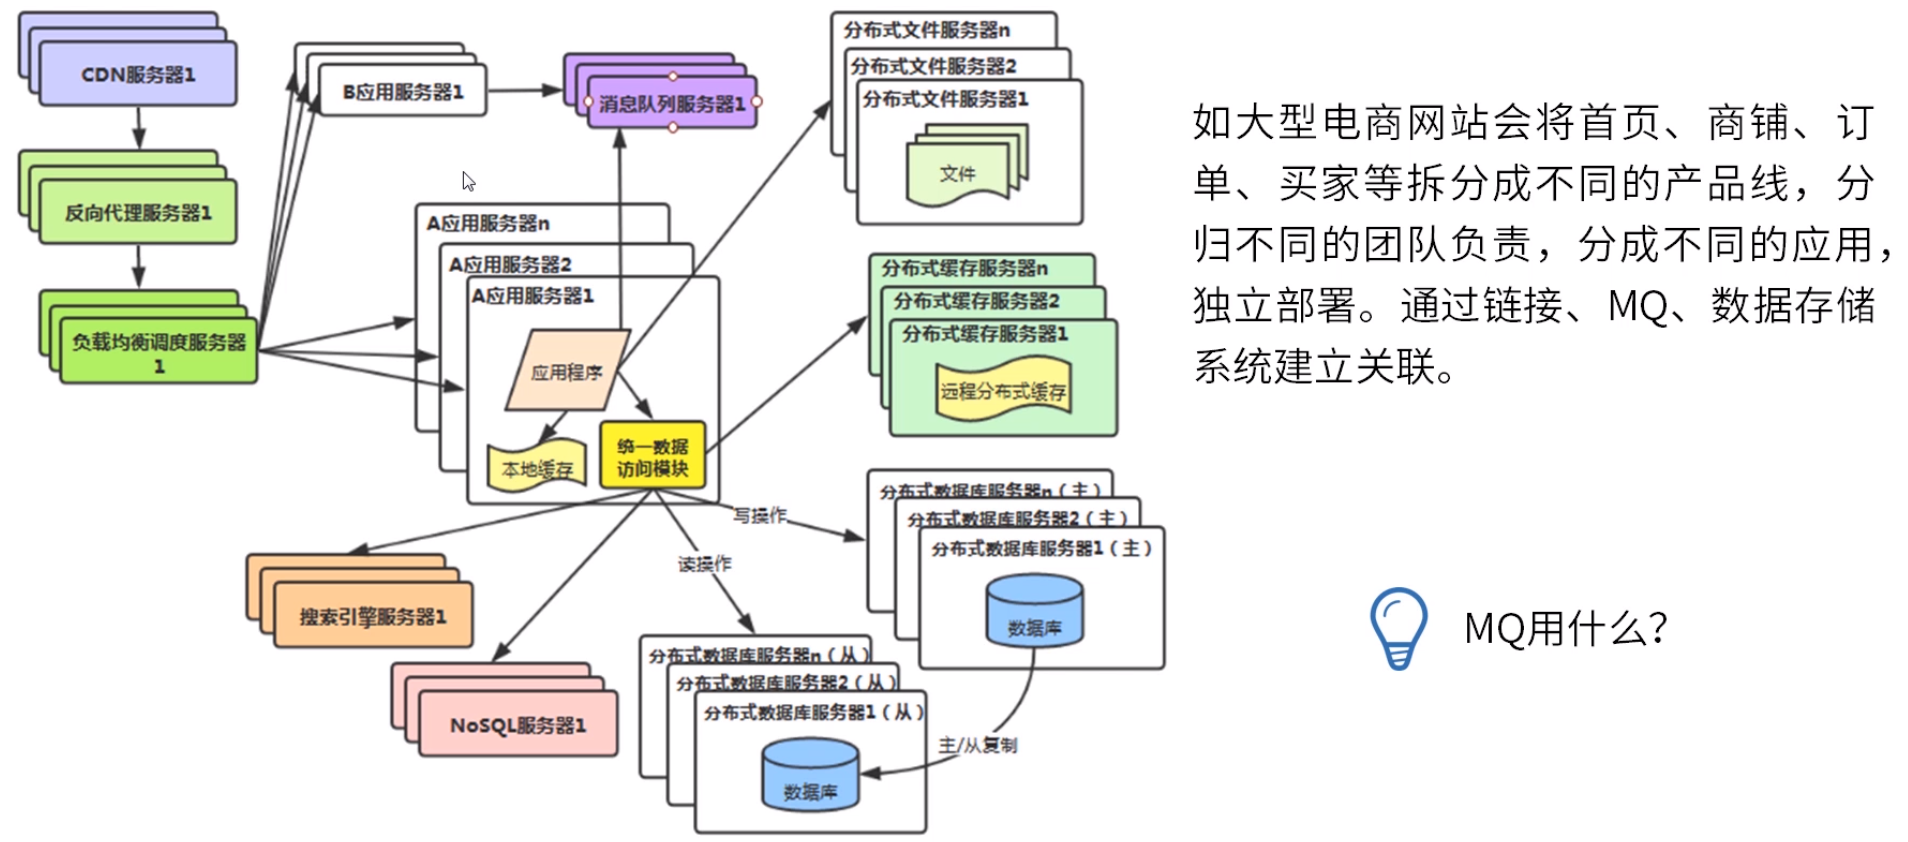 CDN服务器1
反向代理服务器1
负载均衡调度服务器
1
B应用服务器1
消息队列服务器1
A应用服务器n
A应用服务器2
A应用服务器1
应用程序
本地缓存
统一数据
访问模块
分布式文件服务器n
分布式文件服务器2
分布式文件服务器1
文件
分布式缓存服务器n
分布式缓存服务器2
分布式缓存服务器1
远程分布式缓存
写操作
读操作
分布式数据库服务器n（主）
分布式数据库服务器2（主）
分布式数据库服务器1（主）
数据库
搜索引擎服务器1
NoSQL服务器1
分布式数据库服务器n（从）
分布式数据库服务器2（从）
分布式数据库服务器1（从）
数据库
主/从复制
如大型电商网站会将首页、商铺、订
单、买家等拆分成不同的产品线，分
归不同的团队负责，分成不同的应用，
独立部署。通过链接、MQ、数据存储
系统建立关联。
MQ用什么？